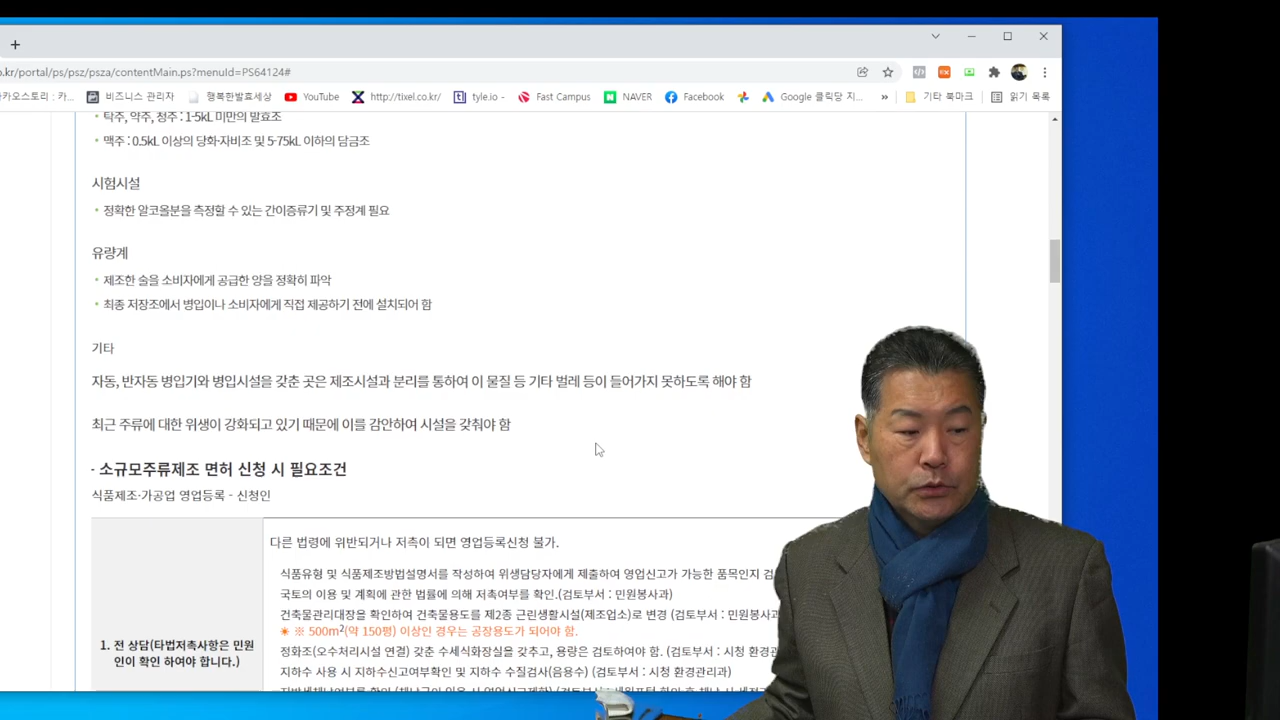 .kr/portal/ps/psz/psza/contentMain.ps?menuId=PS64124#
카오스토리 : 카... 비즈니스 관리자 행복한발효세상 YouTube http://tixel.co.kr/ tyle.io - Fast Campus NAVER Facebook Google 클릭당 지... » 기타 북마크 읽기 목록
탁주, 약주, 청주 : 1-5kL 미만의 발효조
맥주 : 0.5kL 이상의 당화·자비조 및 5-75kL 이하의 담금조
시험시설
정확한 알코올분을 측정할 수 있는 간이증류기 및 주정계 필요
유량계
제조한 술을 소비자에게 공급한 양을 정확히 파악
최종 저장조에서 병입이나 소비자에게 직접 제공하기 전에 설치되어 함
기타
자동, 반자동 병입기와 병입시설을 갖춘 곳은 제조시설과 분리를 통하여 이 물질 등 기타 벌레 등이 들어가지 못하도록 해야 함
최근 주류에 대한 위생이 강화되고 있기 때문에 이를 감안하여 시설을 갖춰야 함
- 소규모주류제조 면허 신청 시 필요조건
식품제조·가공업 영업등록 - 신청인
다른 법령에 위반되거나 저촉이 되면 영업등록신청 불가.
식품유형 및 식품제조방법설명서를 작성하여 위생담당자에게 제출하여 영업신고가 가능한 품목인지 검
국토의 이용 및 계획에 관한 법률에 의해 저촉여부를 확인.(검토부서 : 민원봉사과)
건축물관리대장을 확인하여 건축물용도를 제2종 근린생활시설(제조업소)로 변경 (검토부서 : 민원봉사과
※ 500m2(약 150평) 이상인 경우는 공장용도가 되어야 함.
1. 전 상담(타법저촉사항은 민원
인이 확인 하여야 합니다.)
정화조(오수처리시설 연결) 갖춘 수세식화장실을 갖추고, 용량은 검토하여야 함. (검토부서 : 시청 환경관
지하수 사용 시 지하수신고여부확인 및 지하수 수질검사(음용수) (검토부서 : 시청 환경관리과)